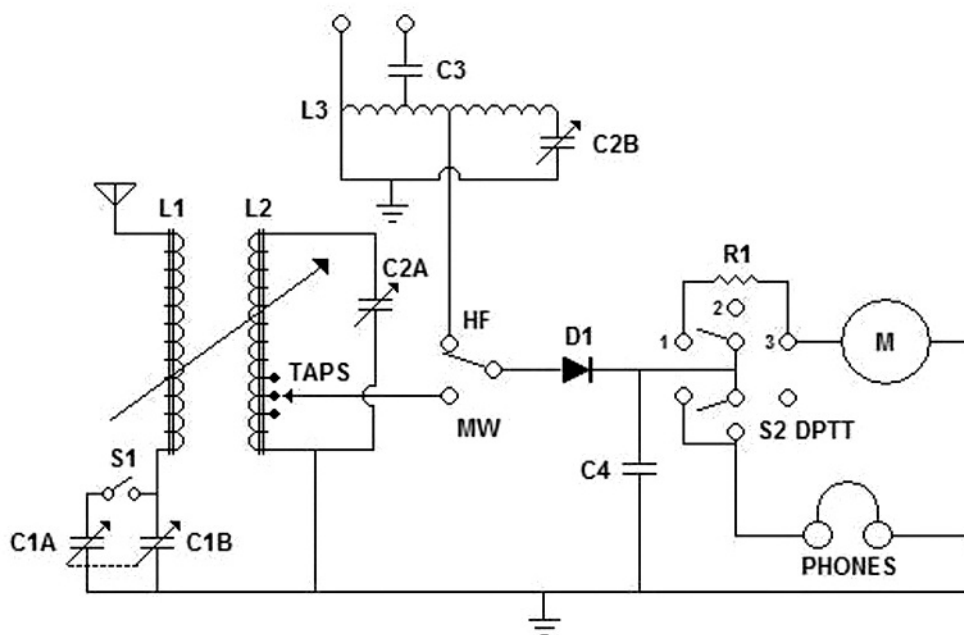 C3
L3
C2B
L1
L2
C2A
R1
2
HF
D1
1
3
M
TAPS
MW
S2 DPTT
S1
C4
C1A
C1B
PHONES